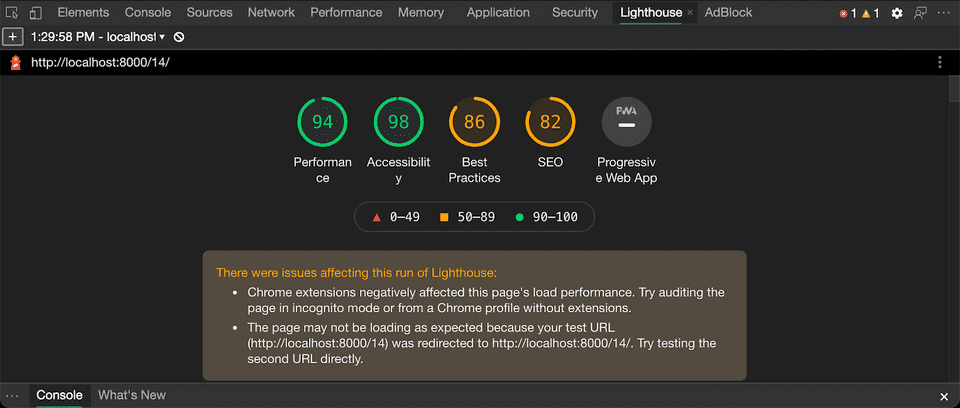 Elements Console Sources Network Performance Memory Application Security Lighthouse × AdBlock 1 1
+ 1:29:58 PM - localhost
http://localhost:8000/14/
94 98 86 82 PWA
Performan Accessibilit Best SEO Progressiv
ce y Practices e Web App
0–49 50–89 90–100
There were issues affecting this run of Lighthouse:
• Chrome extensions negatively affected this page's load performance. Try auditing the
page in incognito mode or from a Chrome profile without extensions.
• The page may not be loading as expected because your test URL
(http://localhost:8000/14) was redirected to http://localhost:8000/14/. Try testing the
second URL directly.
Console What's New